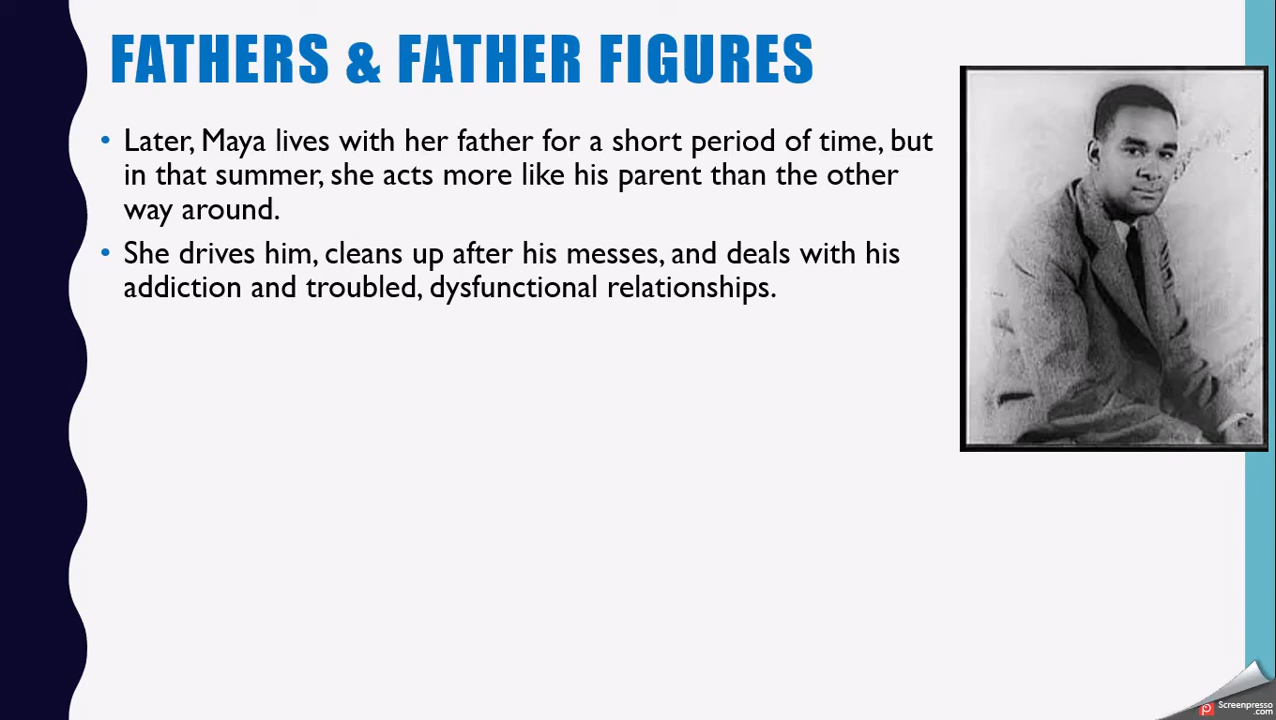 FATHERS & FATHER FIGURES
• Later, Maya lives with her father for a short period of time, but
in that summer, she acts more like his parent than the other
way around.
• She drives him, cleans up after his messes, and deals with his
addiction and troubled, dysfunctional relationships.
Screenpresso
.com